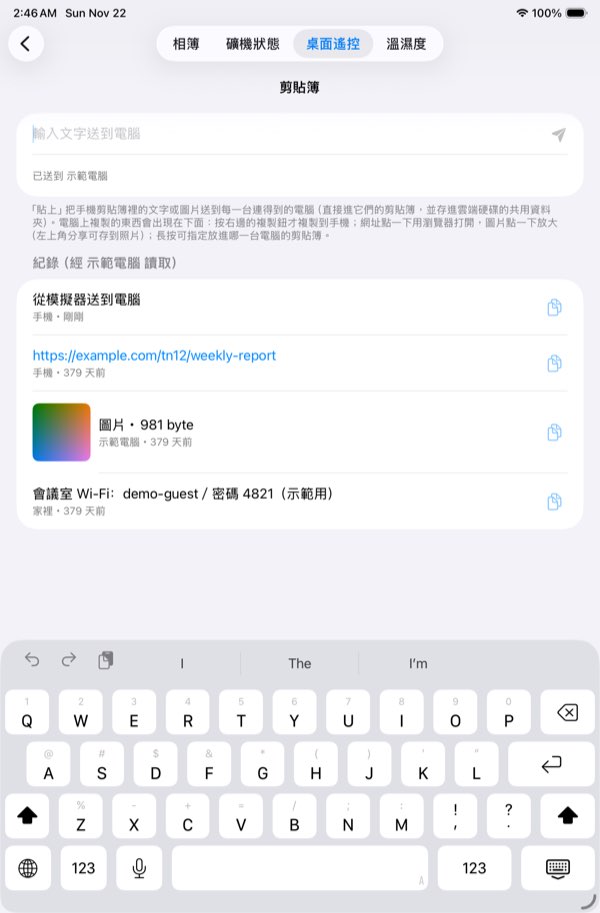 2:46 AM Sun Nov 22 100%
相簿 礦機狀態 桌面遙控 溫濕度
剪貼簿
輸入文字送到電腦
已送到 示範電腦
「貼上」把手機剪貼簿裡的文字或圖片送到每一台連得到的電腦（直接進它們的剪貼簿，並存進雲端硬碟的共用資料
夾）。電腦上複製的東西會出現在下面：按右邊的複製鈕才複製到手機；網址點一下用瀏覽器打開，圖片點一下放大
（左上角分享可存到照片）；長按可指定放進哪一台電腦的剪貼簿。
紀錄（經 示範電腦 讀取）
從模擬器送到電腦
手機・剛剛
https://example.com/tn12/weekly-report
手機・379 天前
圖片・981 byte
示範電腦・379 天前
會議室 Wi-Fi：demo-guest / 密碼 4821（示範用）
家裡・379 天前
I The I'm
1 2 3 4 5 6 7 8 9 0
Q W E R T Y U I O P
@ # $ & * ( ) ' "
A S D F G H J K L
% - + = / ; : ! ?
Z X C V B N M , .
123 A 123